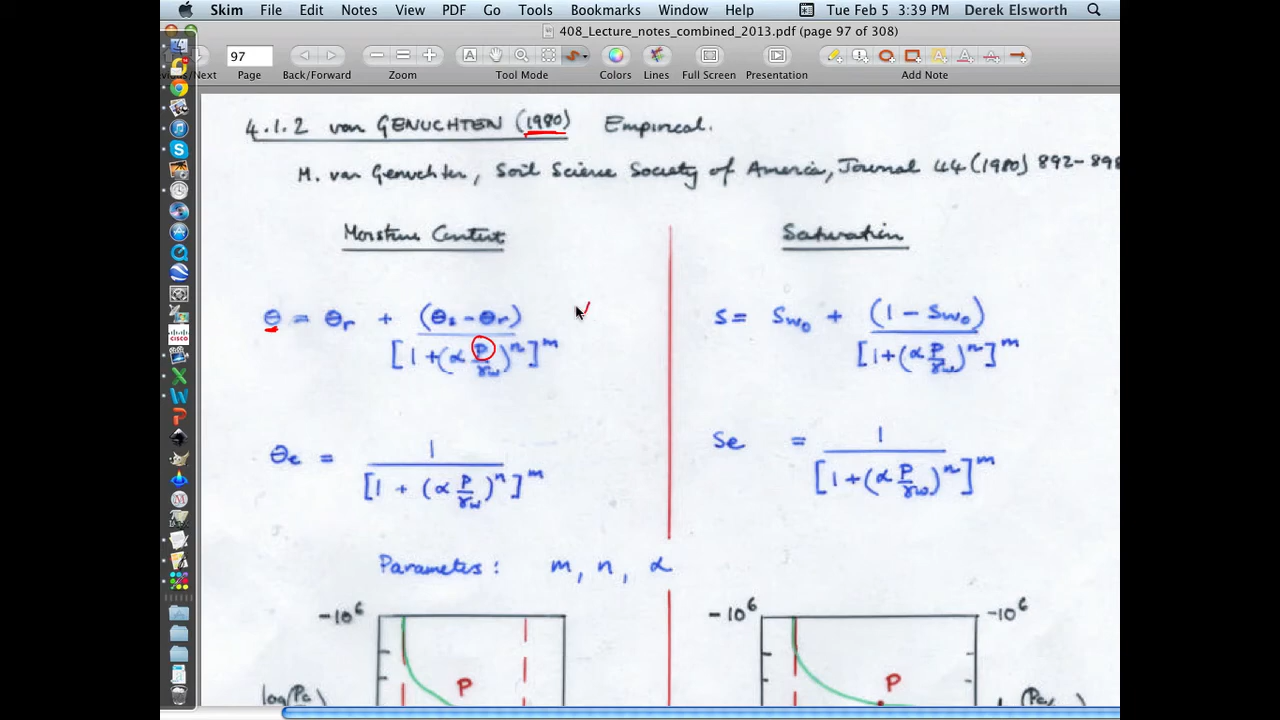 Skim File Edit Notes View PDF Go Tools Bookmarks Window Help Tue Feb 5 3:39 PM Derek Elsworth
408_Lecture_notes_combined_2013.pdf (page 97 of 308)
97
evious/Next Page Back/Forward Zoom Tool Mode Colors Lines Full Screen Presentation Add Note
4.1.2 van GENUCHTEN (1980) Empirical.
M. van Genuchten, Soil Science Society of America, Journal 44 (1980) 892-898
Moisture Content
Saturation
θ = θr + (θs - θr) / [1 + (α P/γw)^n]^m
S = Sw0 + (1 - Sw0) / [1 + (α P/γw)^n]^m
θe = 1 / [1 + (α P/γw)^n]^m
Se = 1 / [1 + (α P/γw)^n]^m
Parameters: m, n, α
-10^6
-10^6
-10^6
P
P
CISCO